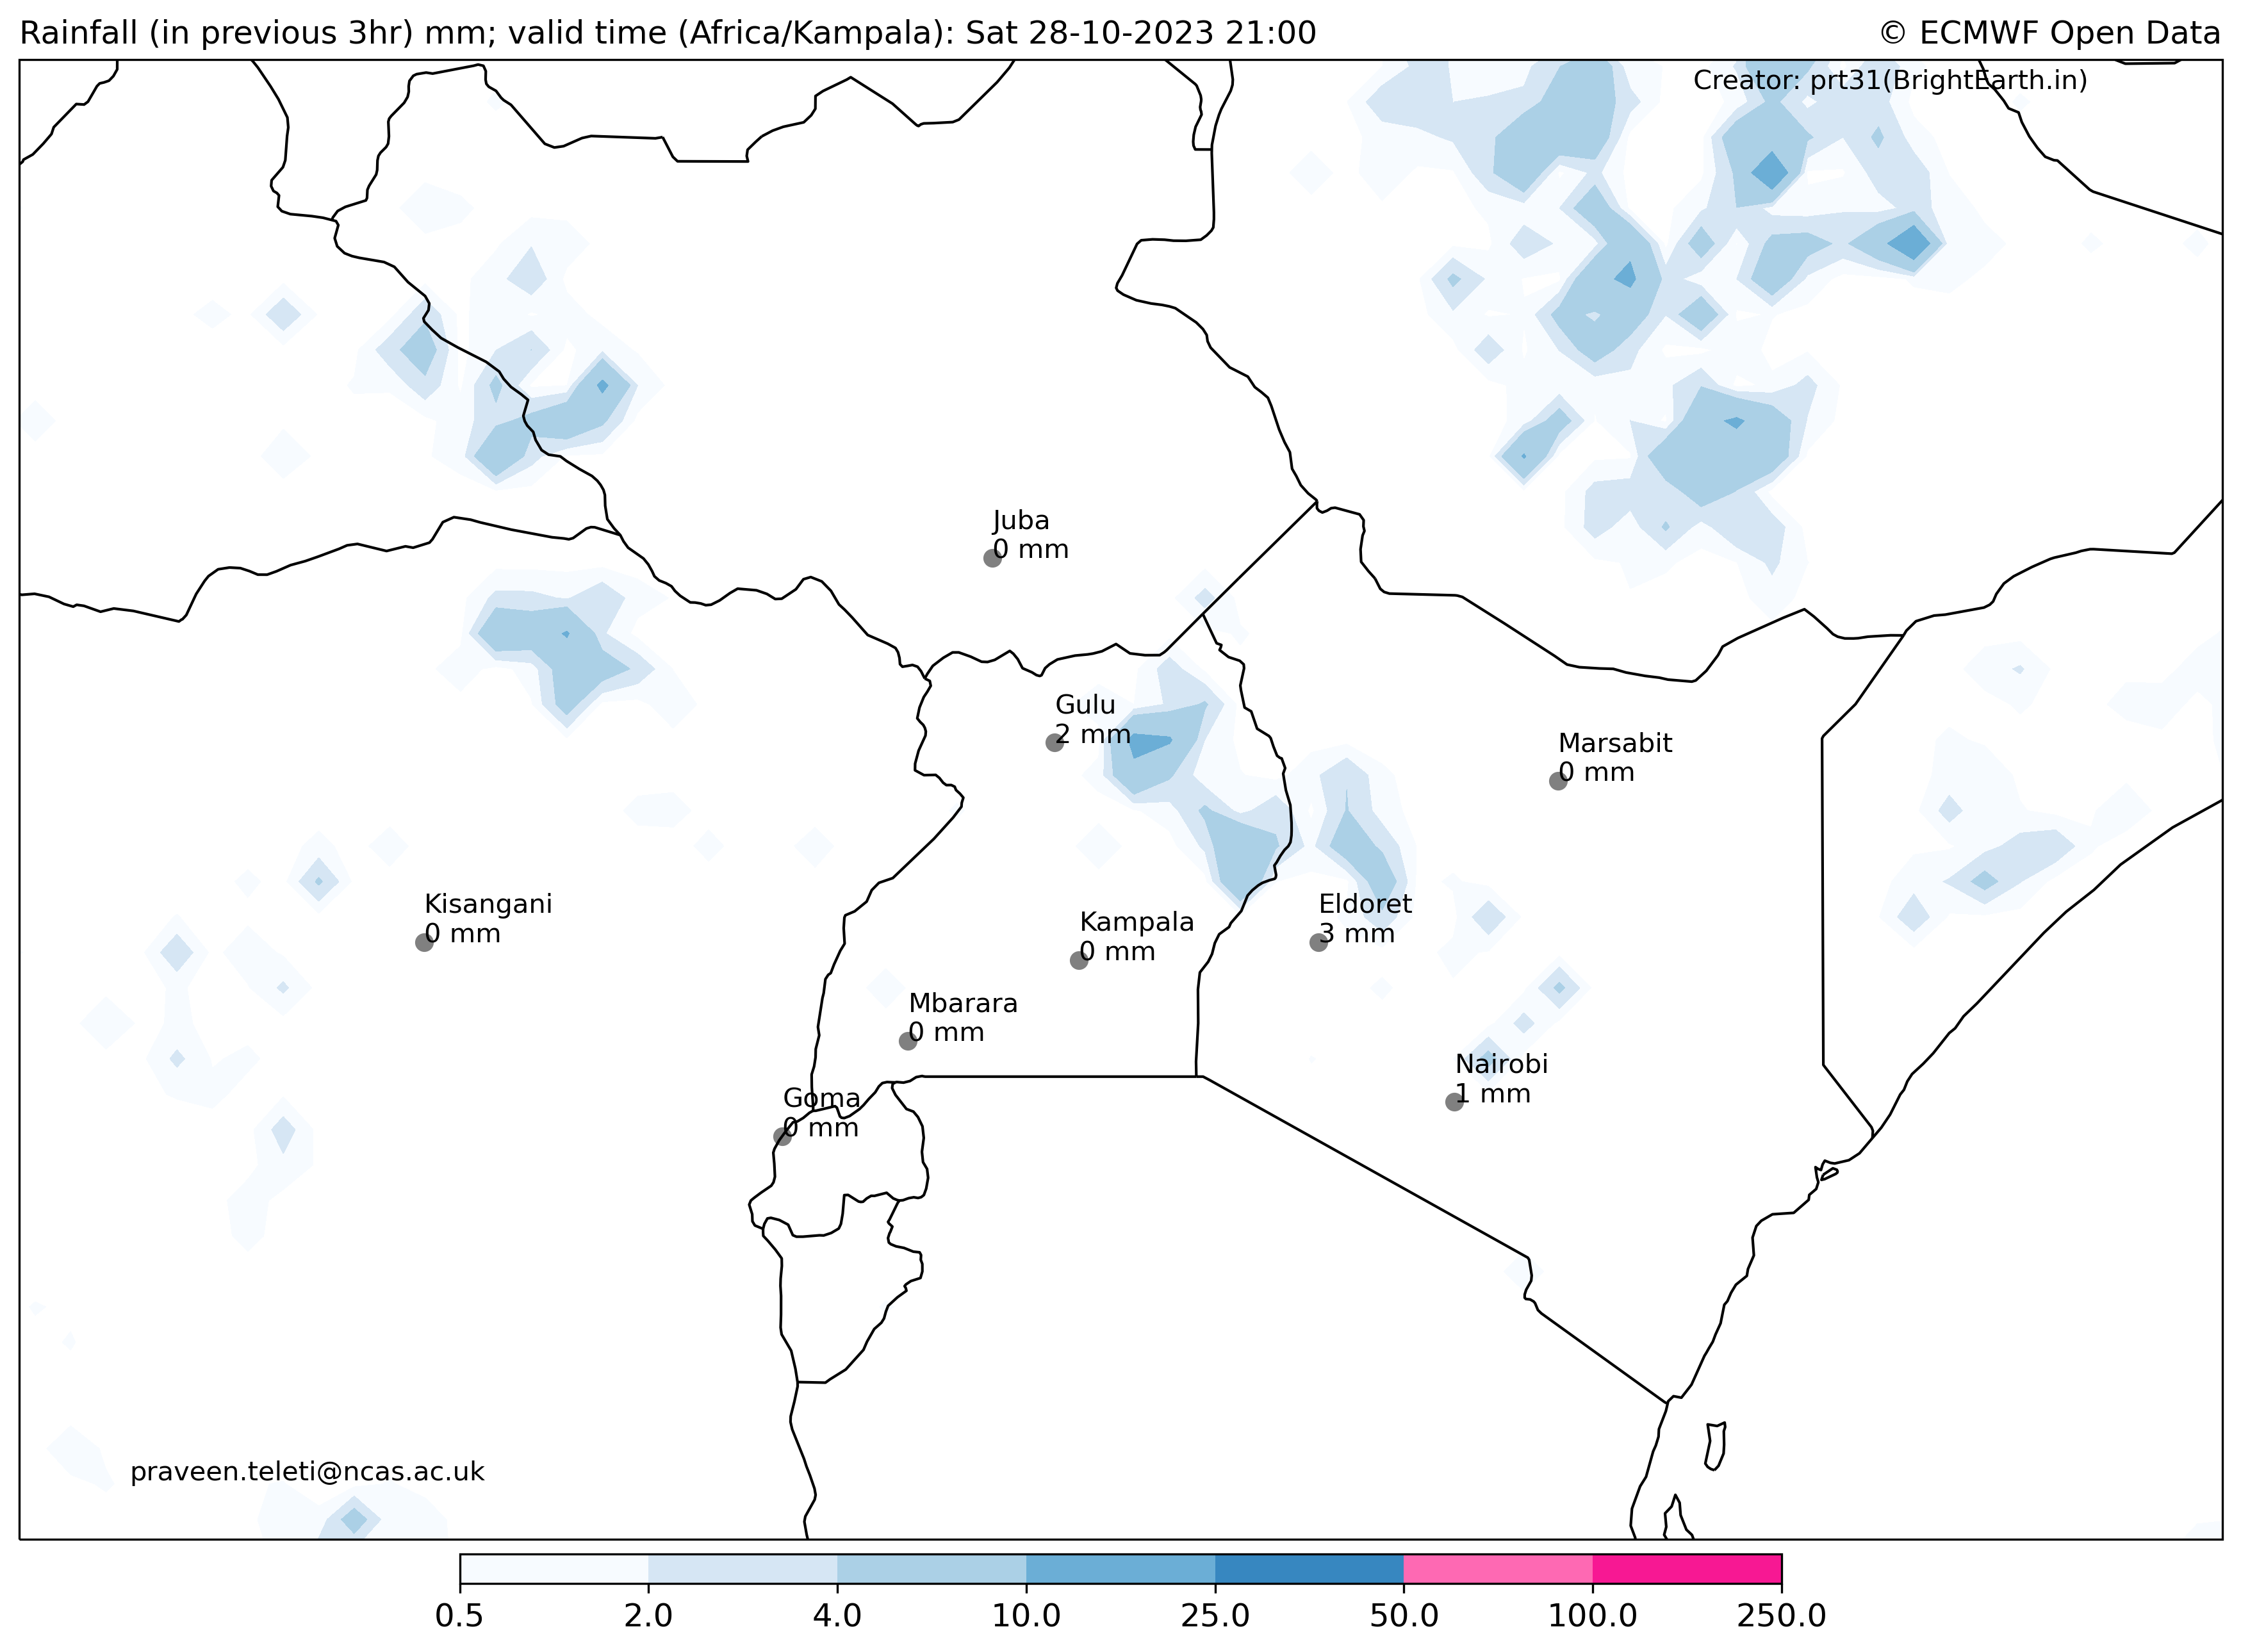 Rainfall (in previous 3hr) mm; valid time (Africa/Kampala): Sat 28-10-2023 21:00
© ECMWF Open Data
Creator: prt31(BrightEarth.in)
Juba
0 mm
Gulu
2 mm
Marsabit
0 mm
Kisangani
0 mm
Eldoret
3 mm
Kampala
0 mm
Mbarara
0 mm
Nairobi
1 mm
Goma
0 mm
praveen.teleti@ncas.ac.uk
0.5 2.0 4.0 10.0 25.0 50.0 100.0 250.0